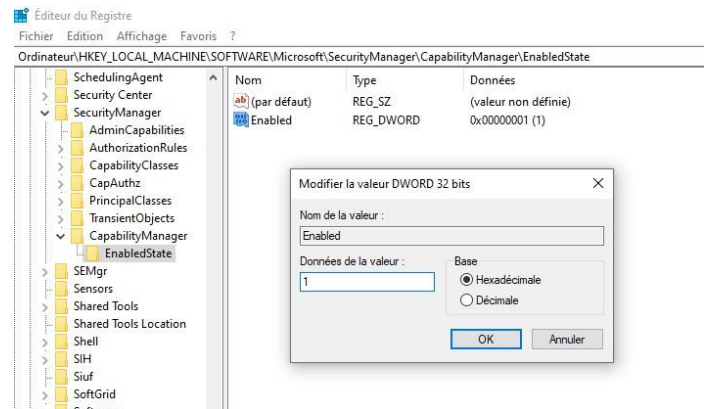 Éditeur du Registre
Fichier Edition Affichage Favoris ?
Ordinateur\HKEY_LOCAL_MACHINE\SOFTWARE\Microsoft\SecurityManager\CapabilityManager\EnabledState
SchedulingAgent
Security Center
SecurityManager
AdminCapabilities
AuthorizationRules
CapabilityClasses
CapAuthz
PrincipalClasses
TransientObjects
CapabilityManager
EnabledState
SEMgr
Sensors
Shared Tools
Shared Tools Location
Shell
SIH
Siuf
SoftGrid
Nom Type Données
ab (par défaut) REG_SZ (valeur non définie)
Enabled REG_DWORD 0x00000001 (1)
Modifier la valeur DWORD 32 bits
Nom de la valeur :
Enabled
Données de la valeur :
1
Base
Hexadécimale
Décimale
OK Annuler